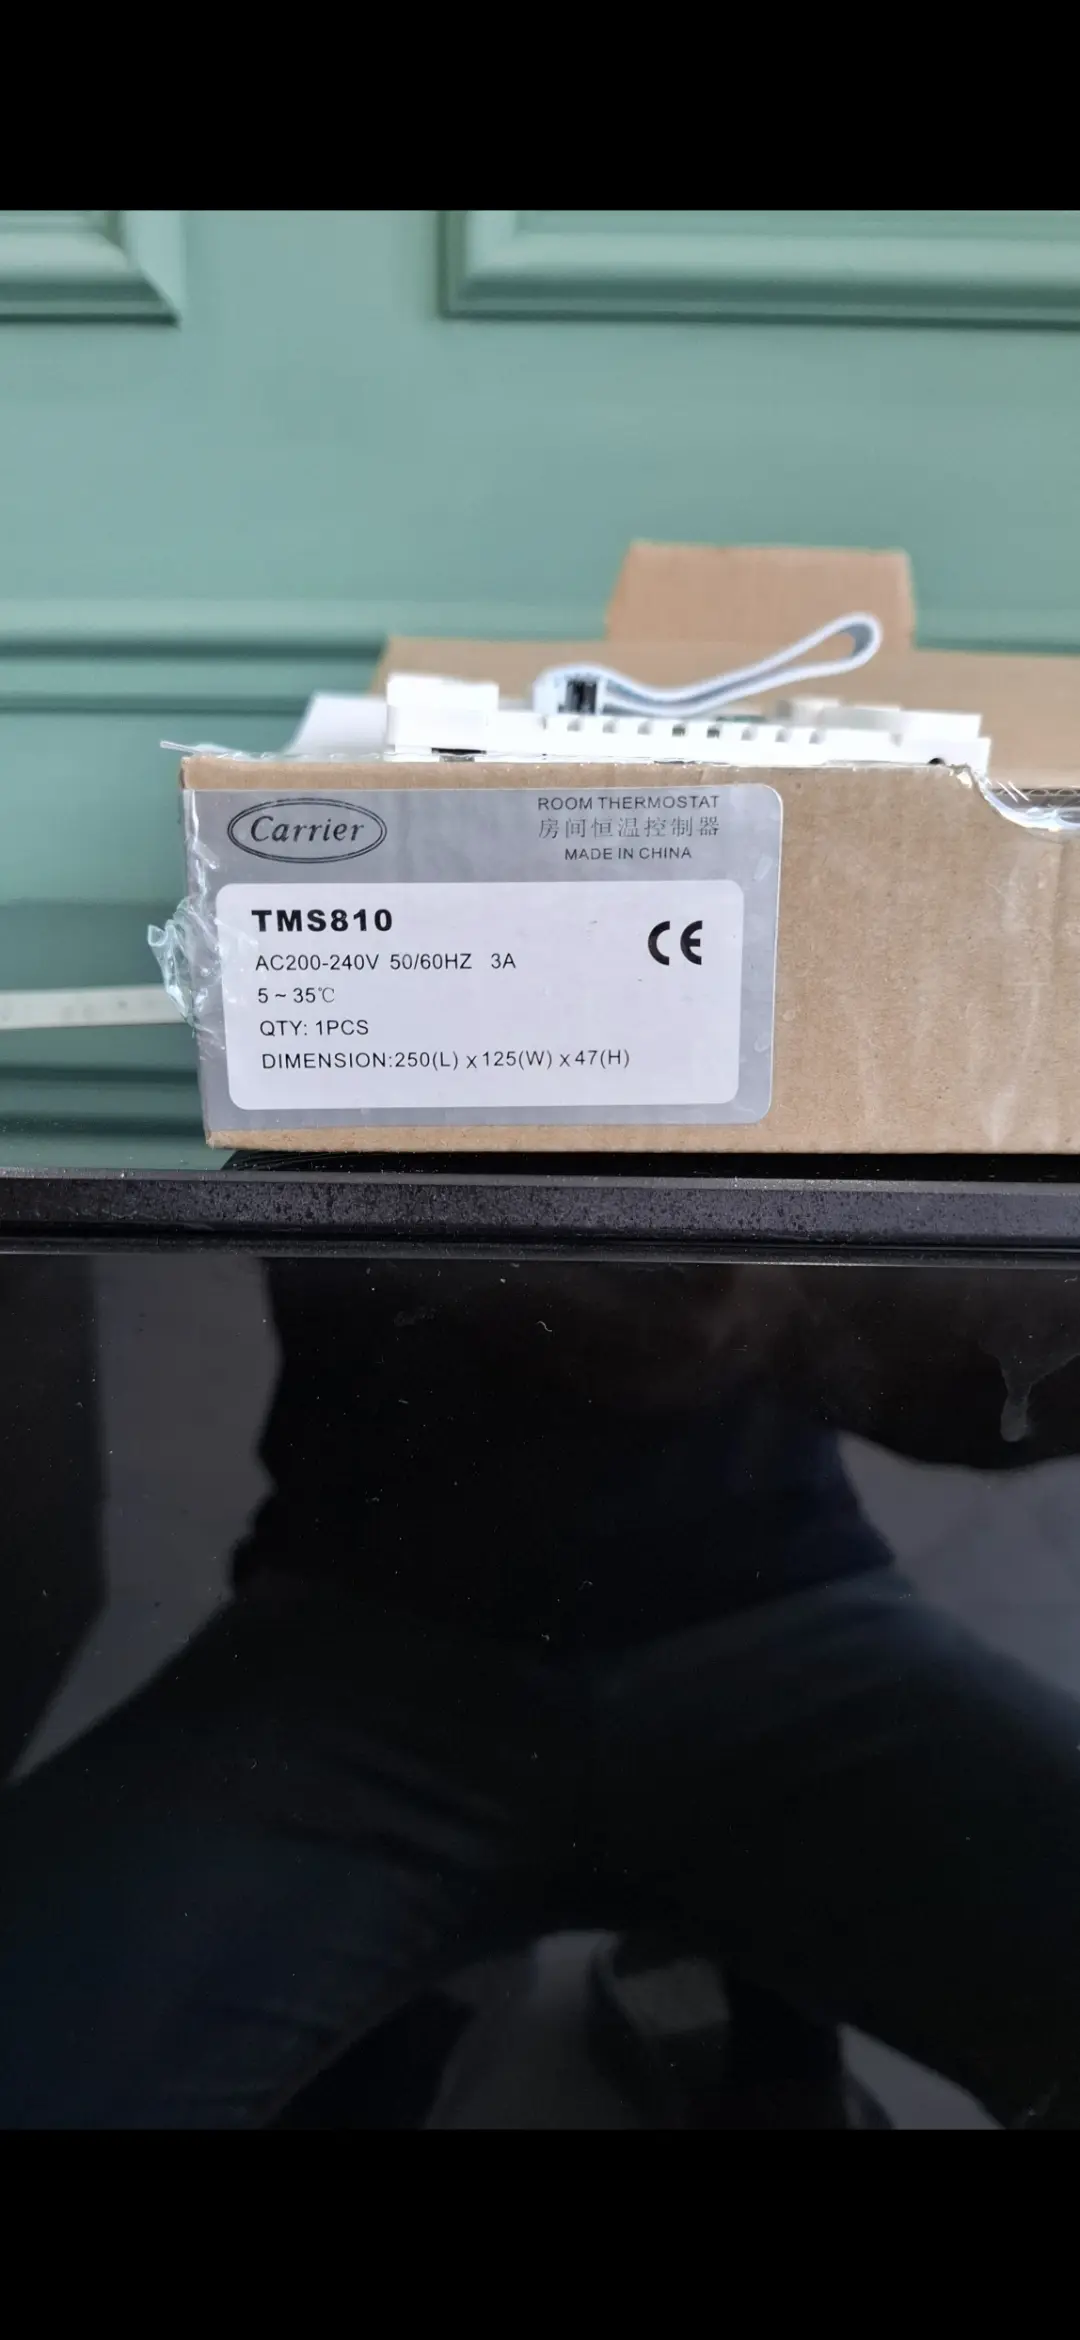 Carrier
ROOM THERMOSTAT
房间恒温控制器
MADE IN CHINA
TMS810
CE
AC200-240V 50/60HZ 3A
5 ~ 35℃
QTY: 1PCS
DIMENSION:250(L) x 125(W) x 47(H)